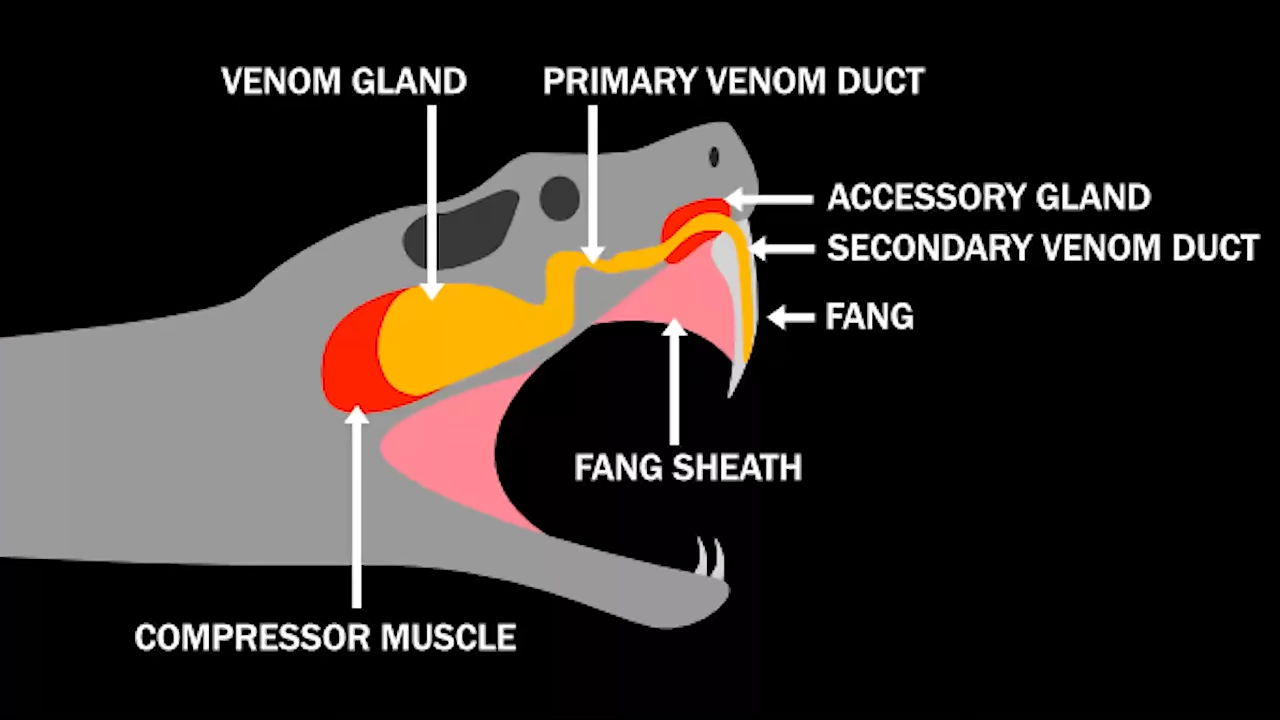 VENOM GLAND
PRIMARY VENOM DUCT
ACCESSORY GLAND
SECONDARY VENOM DUCT
FANG
FANG SHEATH
COMPRESSOR MUSCLE